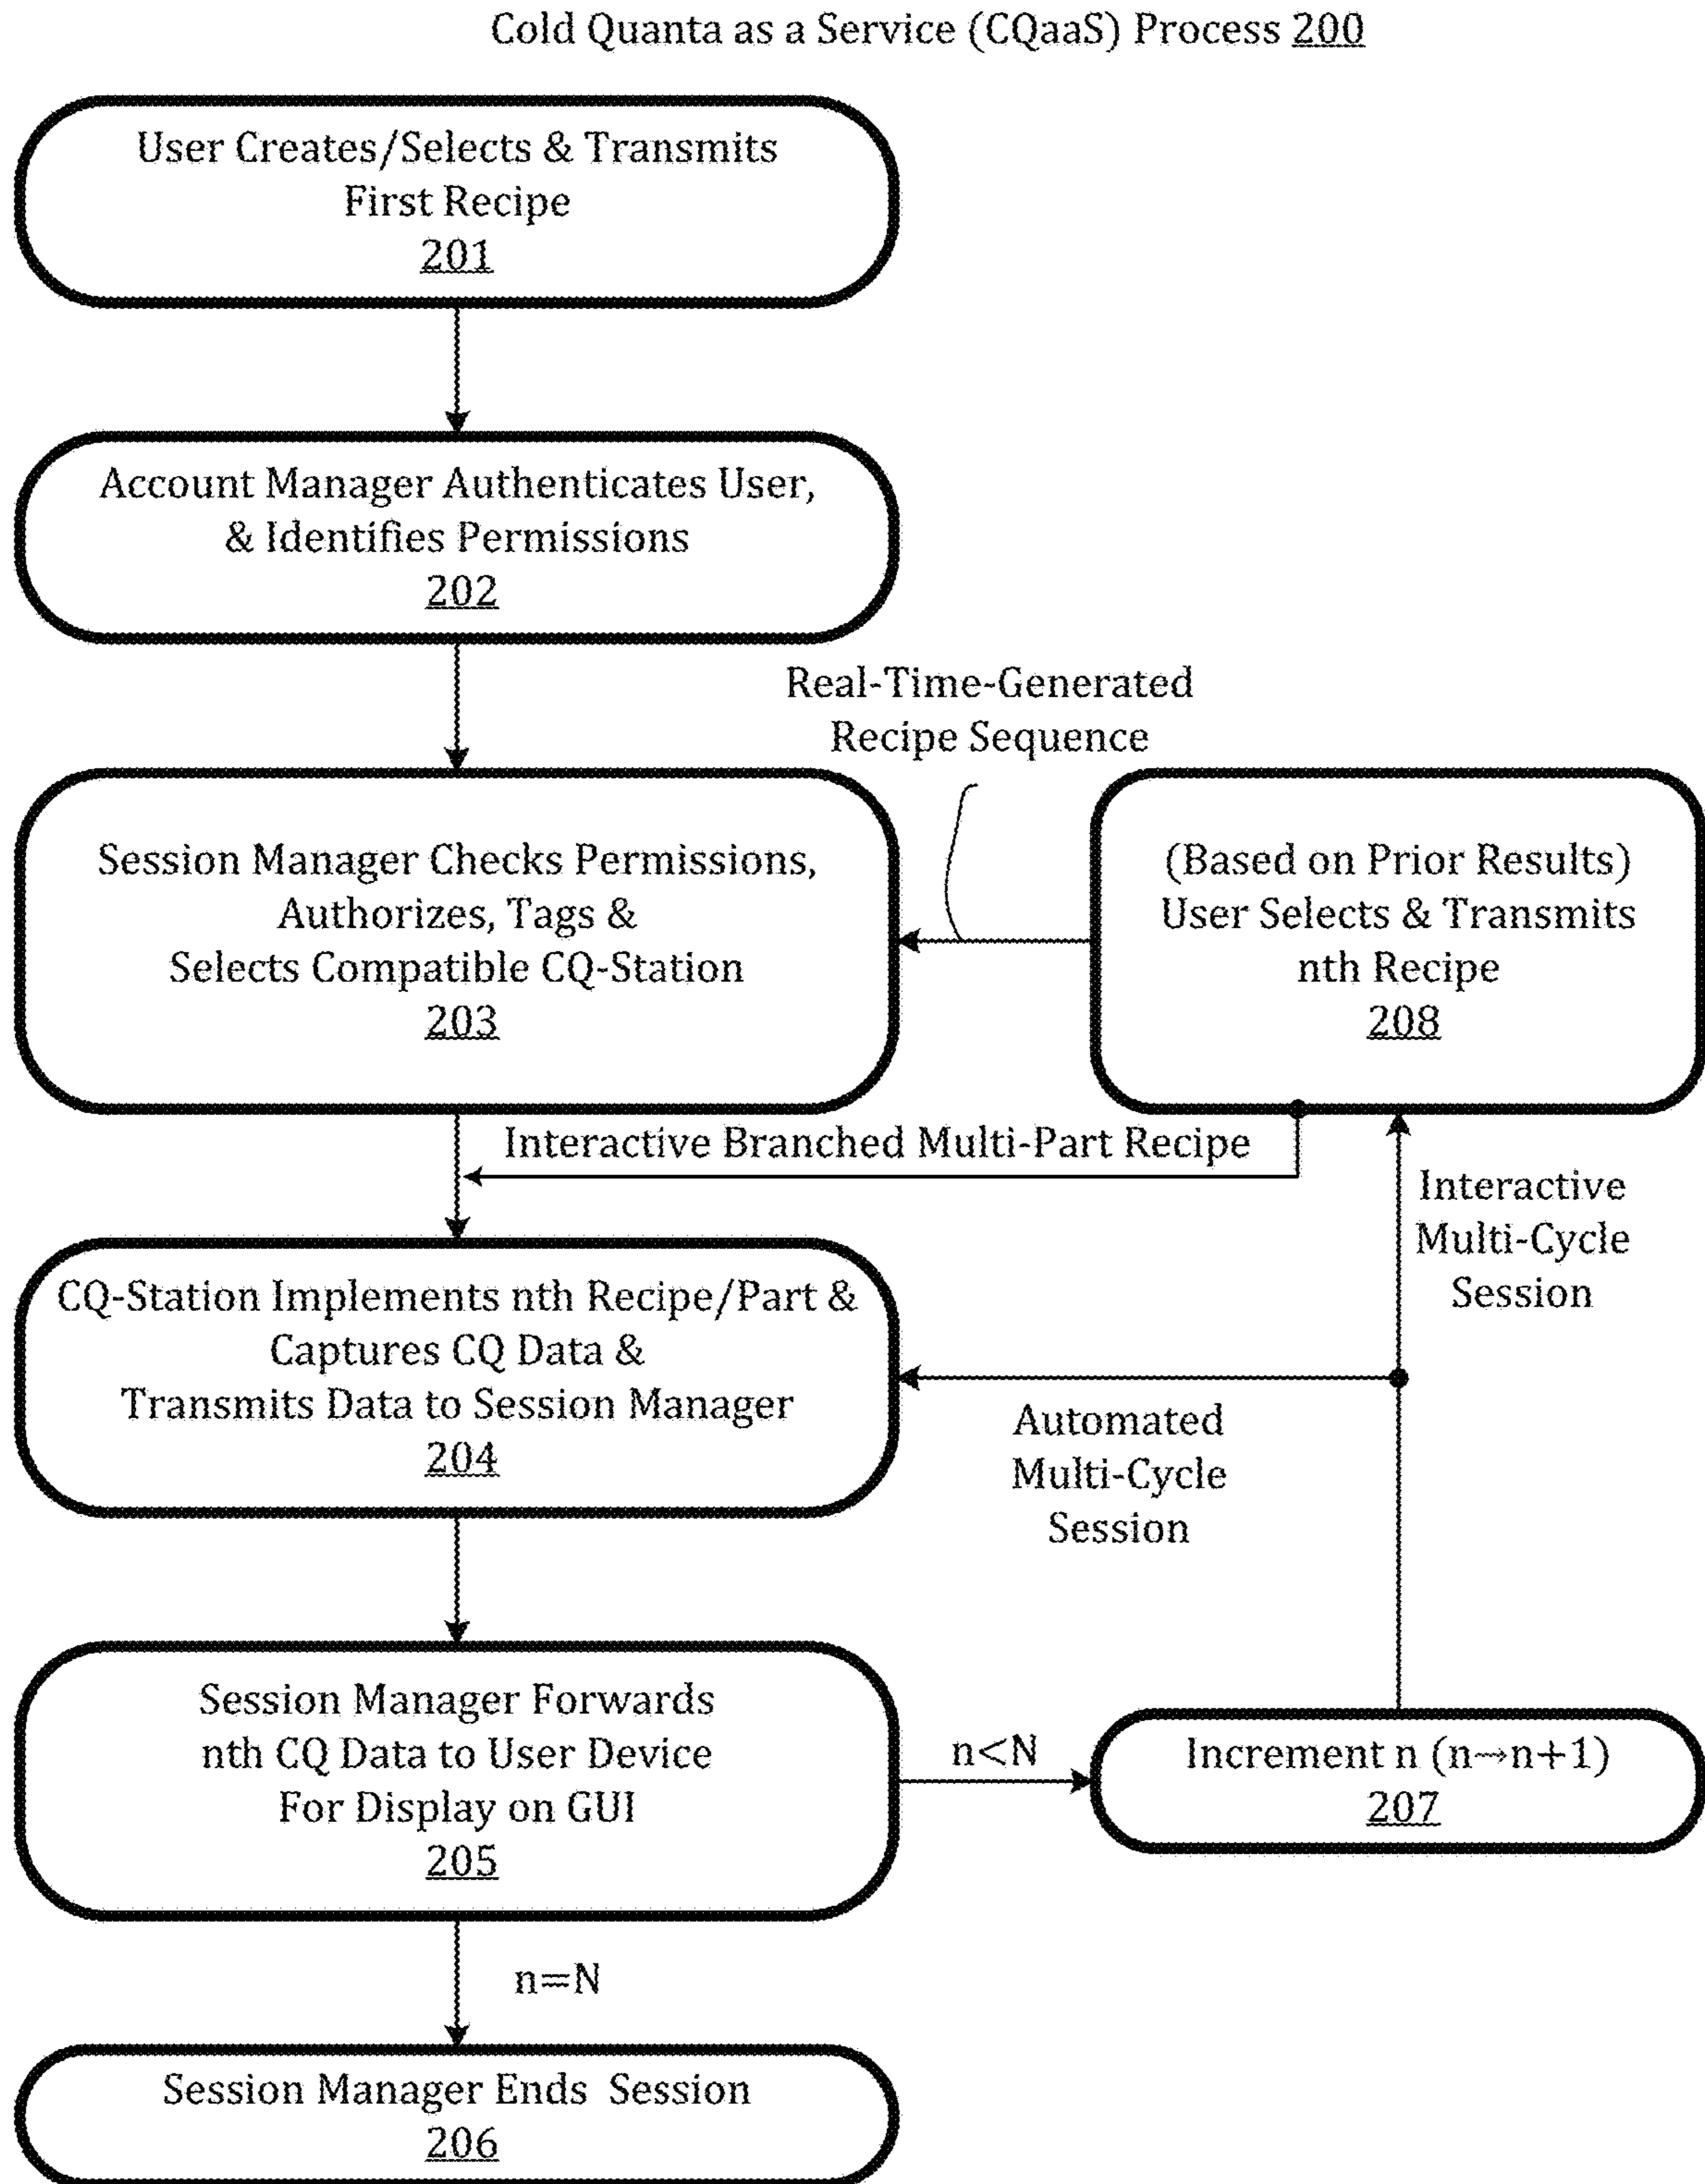 Cold Quanta as a Service (CQaaS) Process 200
User Creates/Selects & Transmits
First Recipe
201
Account Manager Authenticates User,
& Identifies Permissions
202
Real-Time-Generated
Recipe Sequence
Session Manager Checks Permissions,
Authorizes, Tags &
Selects Compatible CQ-Station
203
(Based on Prior Results)
User Selects & Transmits
nth Recipe
208
Interactive Branched Multi-Part Recipe
Interactive
Multi-Cycle
Session
CQ-Station Implements nth Recipe/Part &
Captures CQ Data &
Transmits Data to Session Manager
204
Automated
Multi-Cycle
Session
Session Manager Forwards
nth CQ Data to User Device
For Display on GUI
205
n<N
Increment n (n→n+1)
207
n=N
Session Manager Ends Session
206